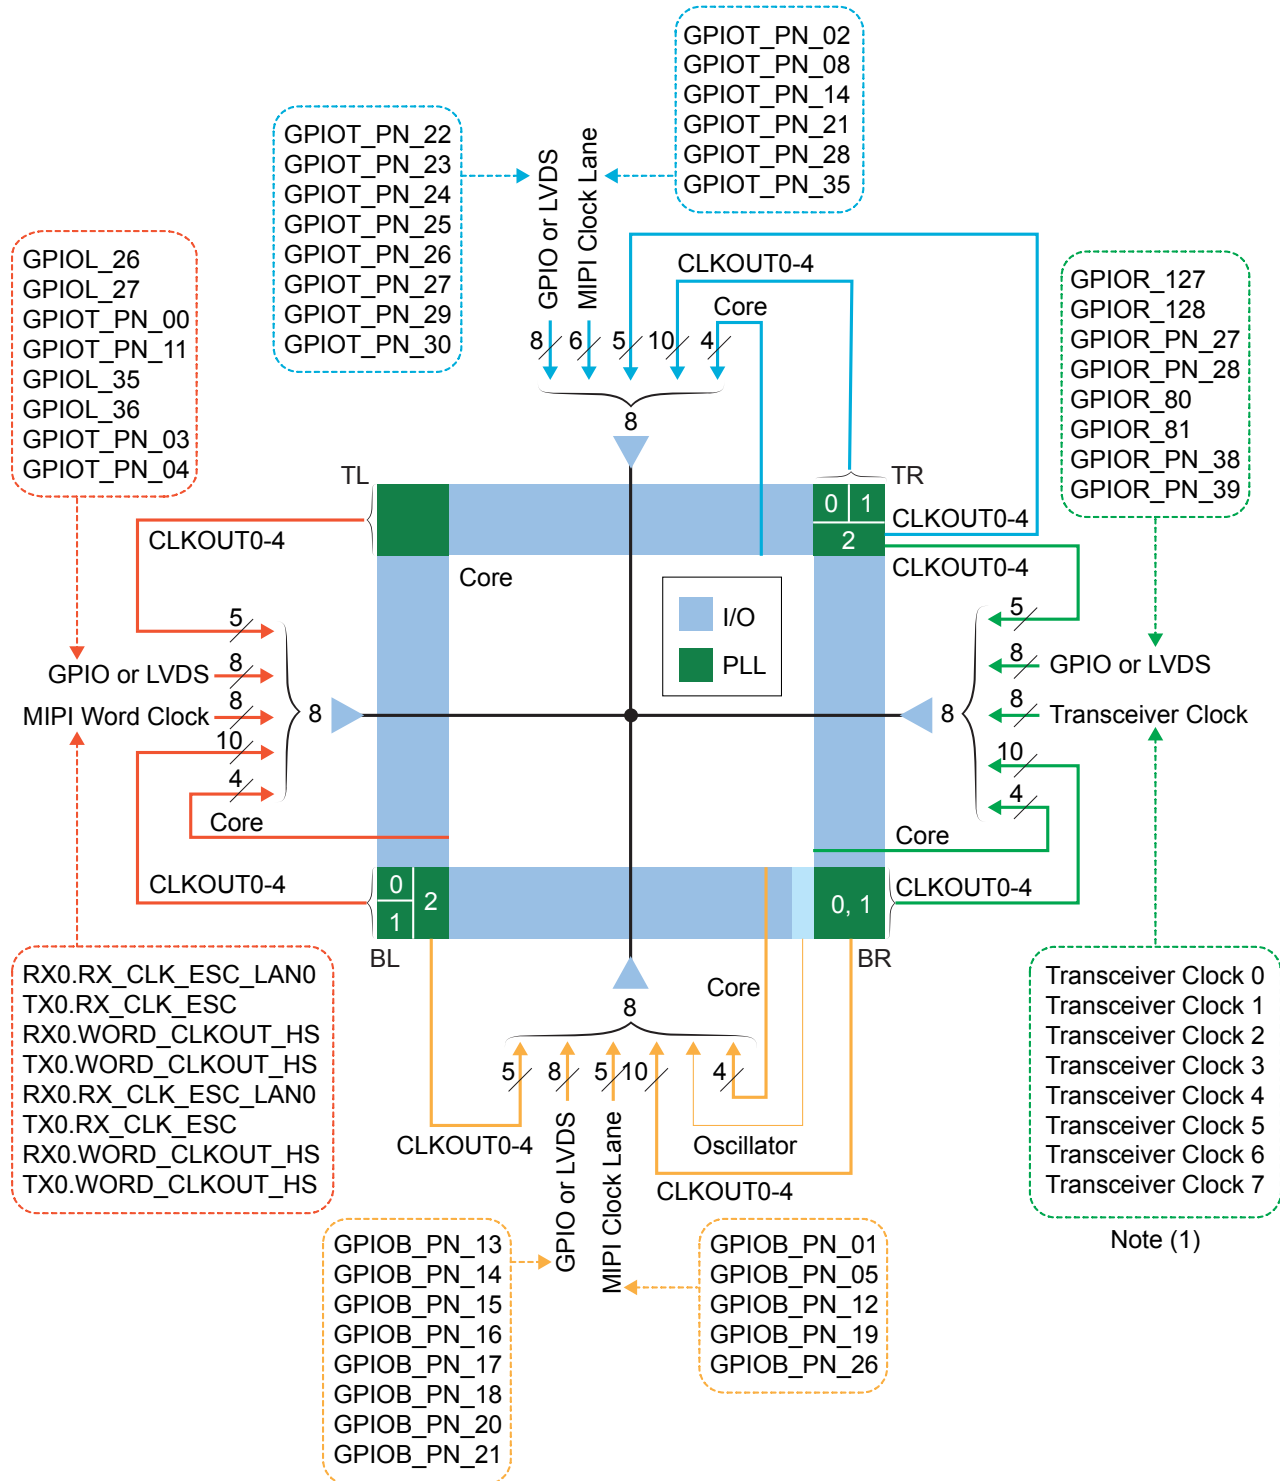 GPIOT_PN_02
GPIOT_PN_08
GPIOT_PN_14
GPIOT_PN_21
GPIOT_PN_28
GPIOT_PN_35
GPIOT_PN_22
GPIOT_PN_23
GPIOT_PN_24
GPIOT_PN_25
GPIOT_PN_26
GPIOT_PN_27
GPIOT_PN_29
GPIOT_PN_30
GPIO or LVDS
MIPI Clock Lane
CLKOUT0-4
Core
8
6
5
10
4
8
GPIOL_26
GPIOL_27
GPIOT_PN_00
GPIOT_PN_11
GPIOL_35
GPIOL_36
GPIOT_PN_03
GPIOT_PN_04
GPIOR_127
GPIOR_128
GPIOR_PN_27
GPIOR_PN_28
GPIOR_80
GPIOR_81
GPIOR_PN_38
GPIOR_PN_39
TL
TR
0
1
2
CLKOUT0-4
CLKOUT0-4
CLKOUT0-4
Core
I/O
PLL
5
GPIO or LVDS
8
MIPI Word Clock
8
10
4
8
Core
CLKOUT0-4
5
8
GPIO or LVDS
8
Transceiver Clock
10
4
8
Core
CLKOUT0-4
0
1
2
0, 1
BL
BR
Core
8
5
8
5
10
4
CLKOUT0-4
GPIO or LVDS
MIPI Clock Lane
Oscillator
CLKOUT0-4
RX0.RX_CLK_ESC_LAN0
TX0.RX_CLK_ESC
RX0.WORD_CLKOUT_HS
TX0.WORD_CLKOUT_HS
RX0.RX_CLK_ESC_LAN0
TX0.RX_CLK_ESC
RX0.WORD_CLKOUT_HS
TX0.WORD_CLKOUT_HS
Transceiver Clock 0
Transceiver Clock 1
Transceiver Clock 2
Transceiver Clock 3
Transceiver Clock 4
Transceiver Clock 5
Transceiver Clock 6
Transceiver Clock 7
Note (1)
GPIOB_PN_13
GPIOB_PN_14
GPIOB_PN_15
GPIOB_PN_16
GPIOB_PN_17
GPIOB_PN_18
GPIOB_PN_20
GPIOB_PN_21
GPIOB_PN_01
GPIOB_PN_05
GPIOB_PN_12
GPIOB_PN_19
GPIOB_PN_26